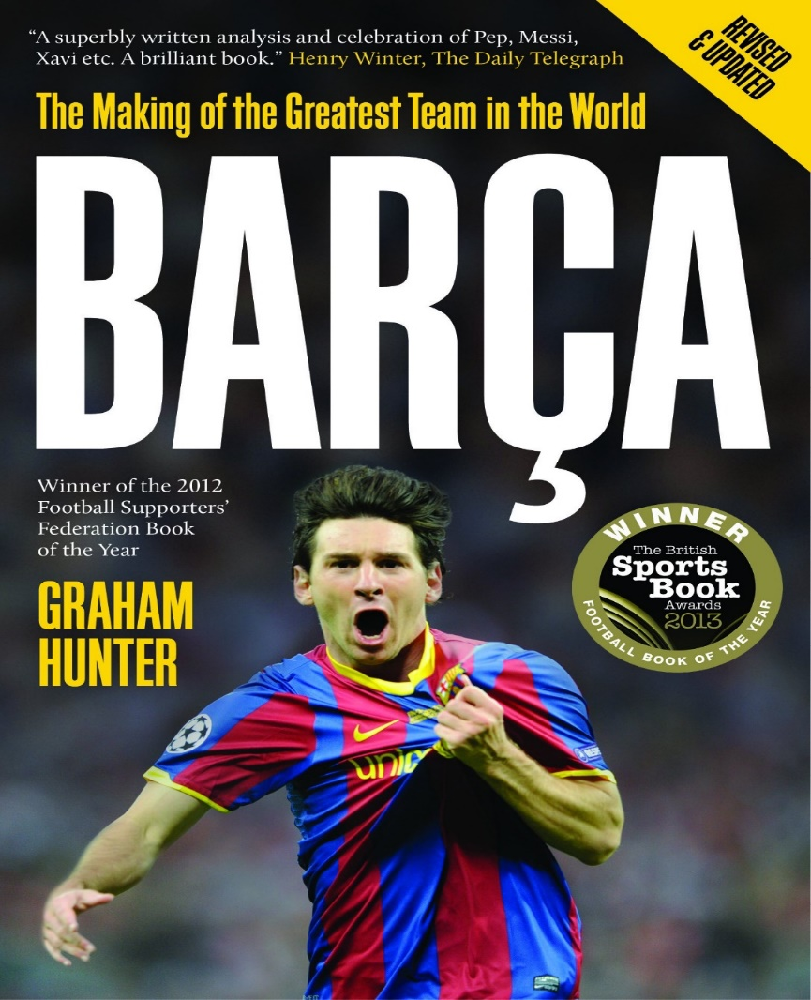 “A superbly written analysis and celebration of Pep, Messi,
Xavi etc. A brilliant book.” Henry Winter, The Daily Telegraph
REVISED
& UPDATED
The Making of the Greatest Team in the World
BARÇA
Winner of the 2012
Football Supporters’
Federation Book
of the Year
GRAHAM
HUNTER
WINNER
The British
Sports
Book
Awards
2013
FOOTBALL BOOK OF THE YEAR